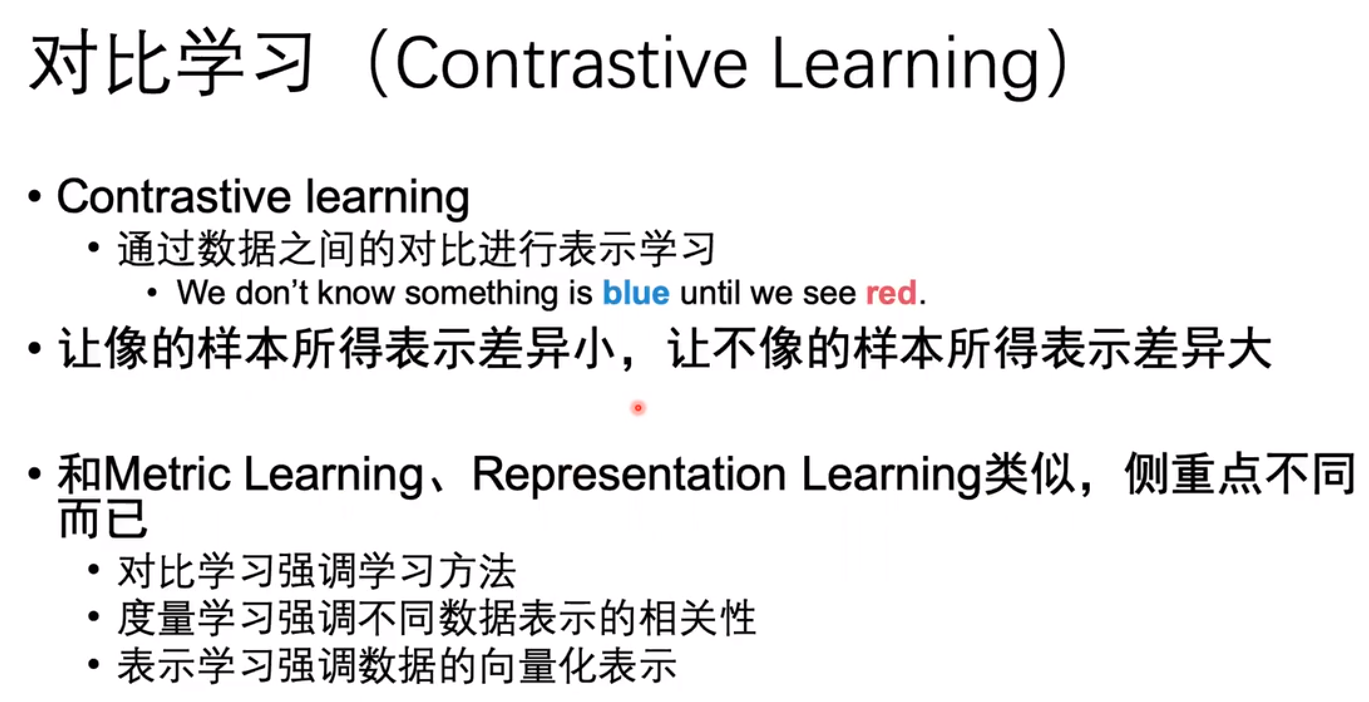 对比学习（Contrastive Learning）
• Contrastive learning
• 通过数据之间的对比进行表示学习
• We don't know something is blue until we see red.
• 让像的样本所得表示差异小，让不像的样本所得表示差异大
• 和Metric Learning、Representation Learning类似，侧重点不同
而已
• 对比学习强调学习方法
• 度量学习强调不同数据表示的相关性
• 表示学习强调数据的向量化表示